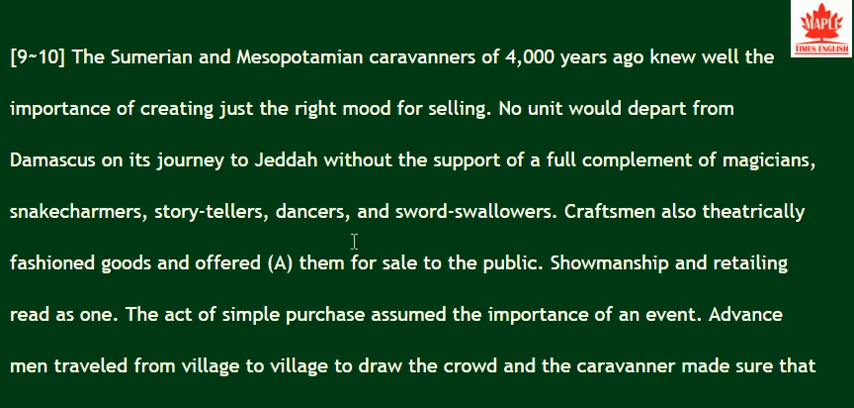 MAPLE
TIMES ENGLISH
[9~10] The Sumerian and Mesopotamian caravanners of 4,000 years ago knew well the
importance of creating just the right mood for selling. No unit would depart from
Damascus on its journey to Jeddah without the support of a full complement of magicians,
snakecharmers, story-tellers, dancers, and sword-swallowers. Craftsmen also theatrically
fashioned goods and offered (A) them for sale to the public. Showmanship and retailing
read as one. The act of simple purchase assumed the importance of an event. Advance
men traveled from village to village to draw the crowd and the caravanner made sure that